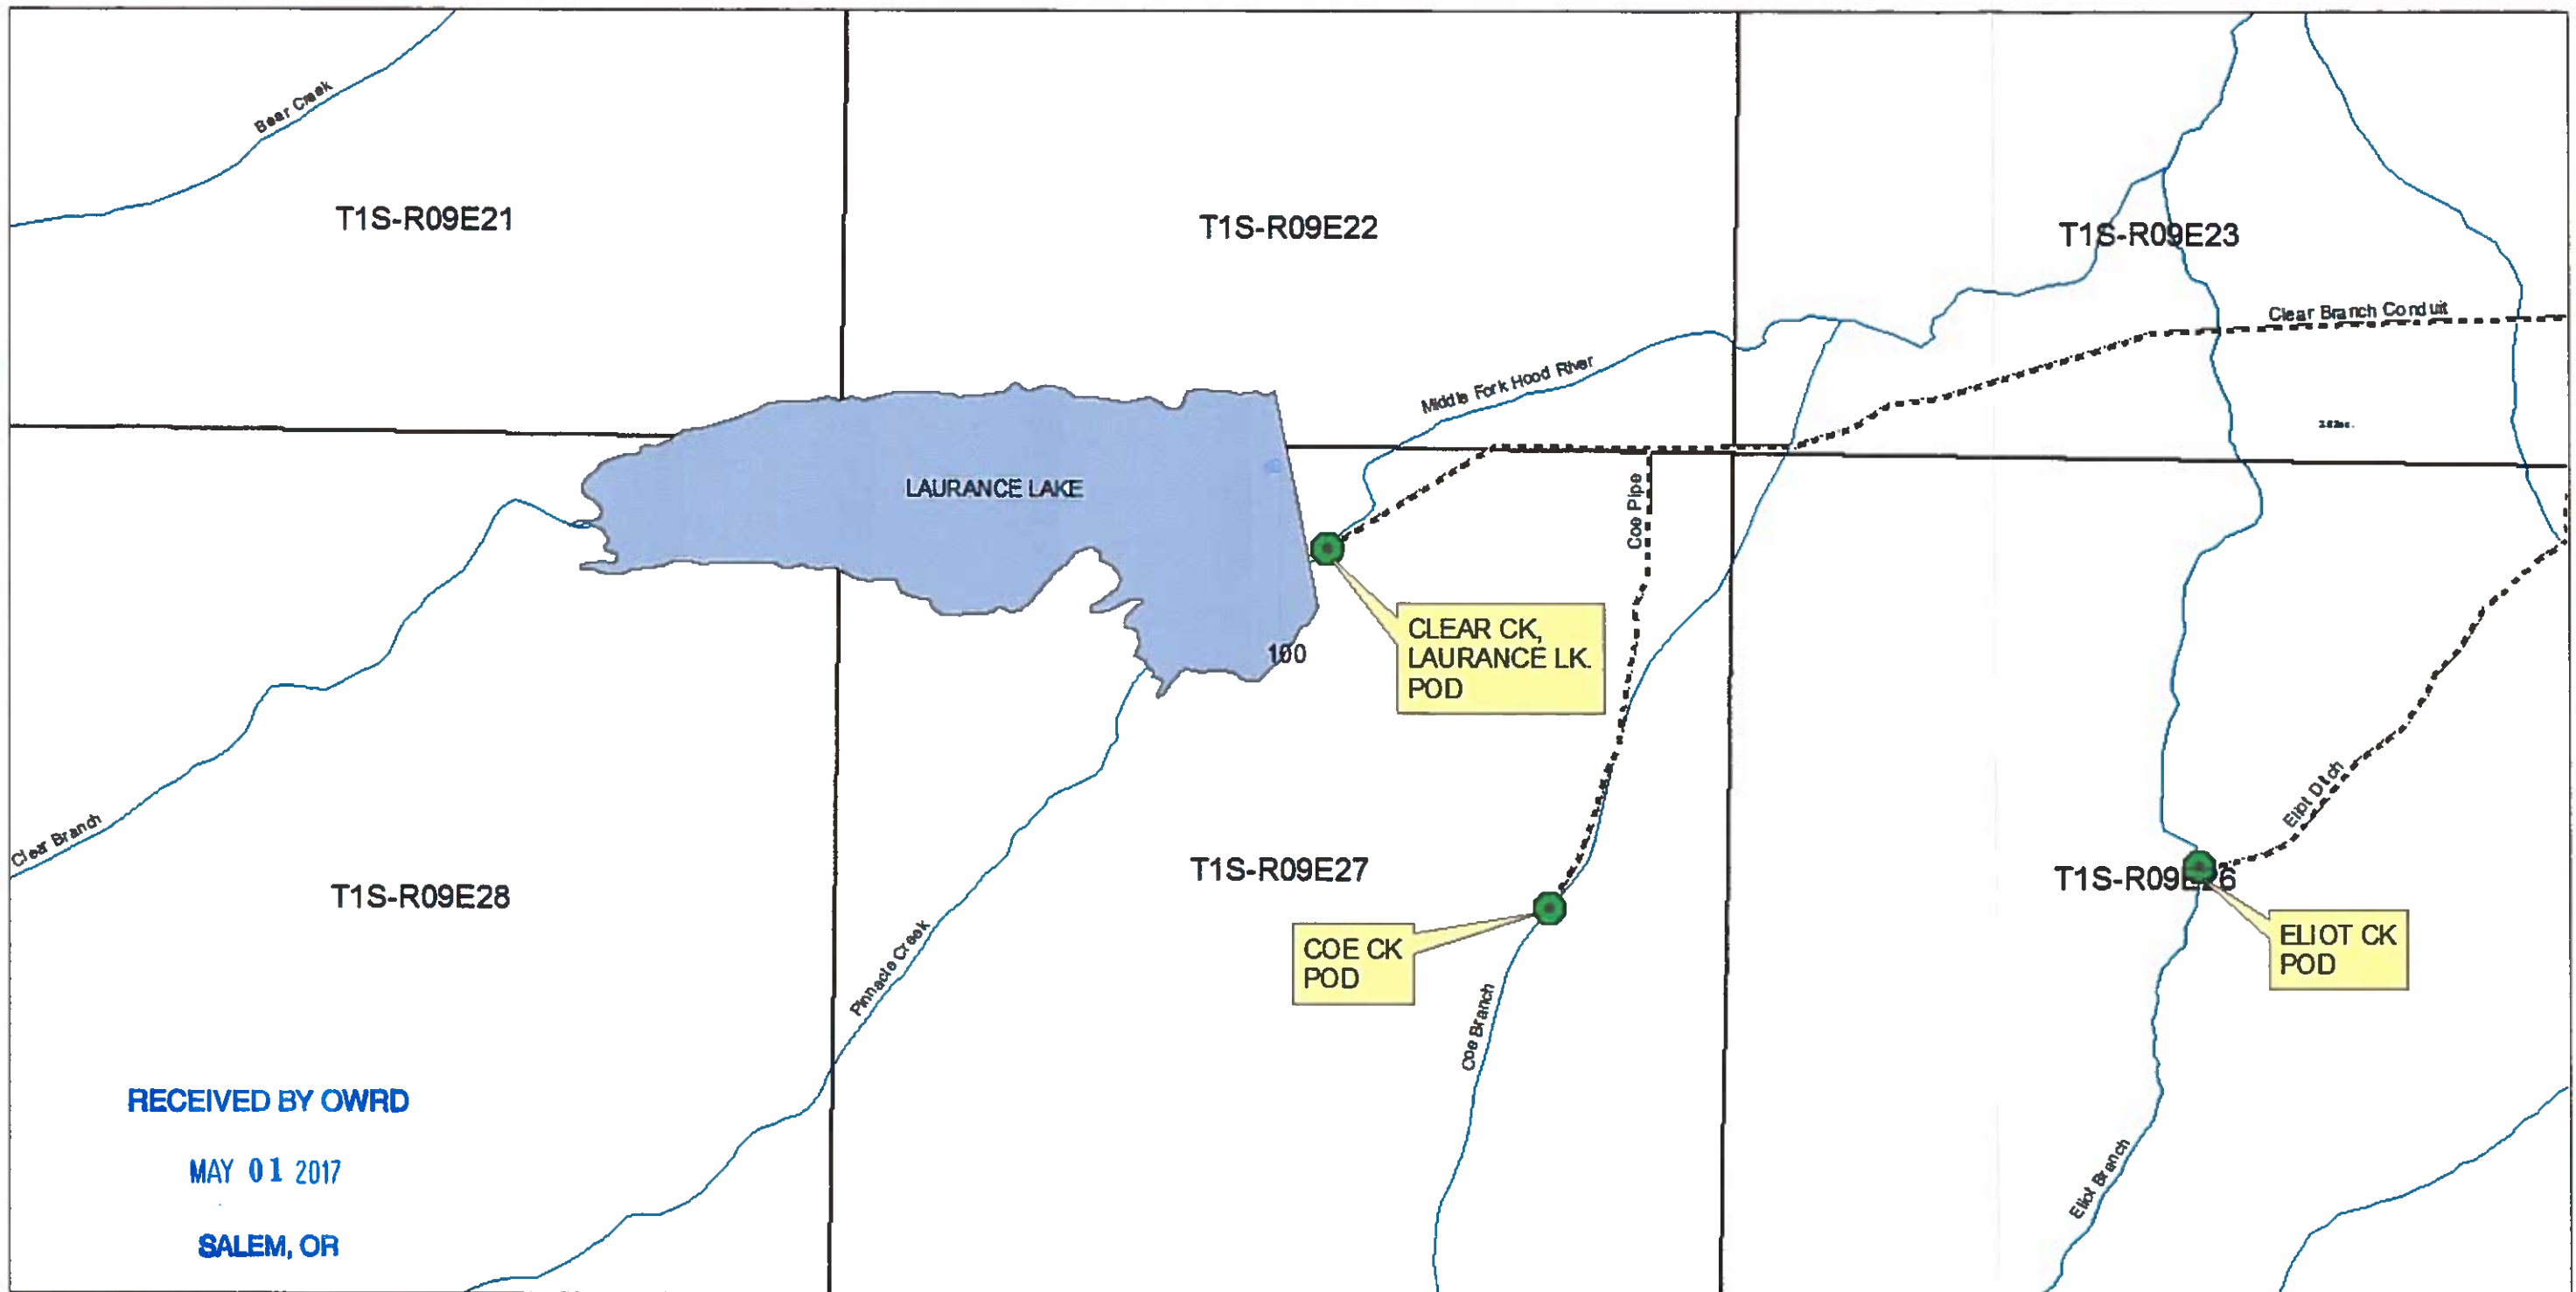 Bear Creek
T1S-R09E21
T1S-R09E22
T1S-R09E23
Clear Branch Conduit
Middle Fork Hood River
LAURANCE LAKE
Coe Pipe
CLEAR CK,
LAURANCE LK.
POD
100
Clear Branch
T1S-R09E28
T1S-R09E27
T1S-R09E26
Eliot Ditch
Pinnacle Creek
COE CK
POD
ELIOT CK
POD
Coe Branch
Eliot Branch
RECEIVED BY OWRD
MAY 01 2017
SALEM, OR